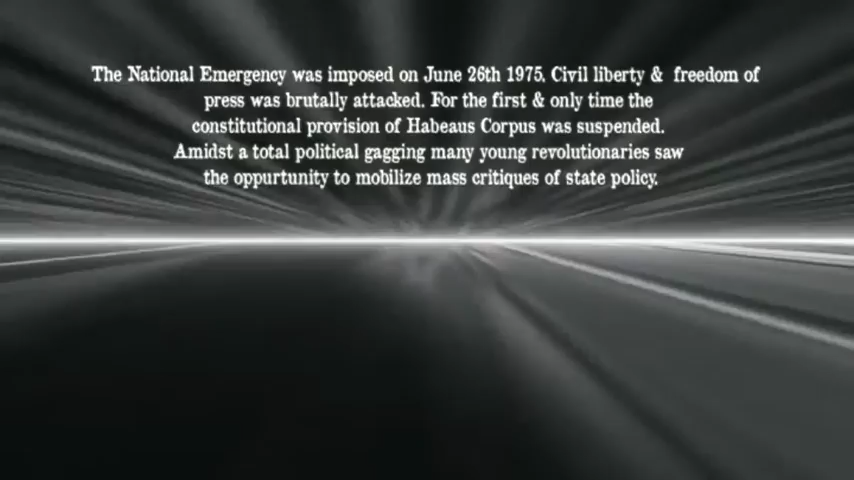 The National Emergency was imposed on June 26th 1975, Civil liberty & freedom of
press was brutally attacked. For the first & only time the
constitutional provision of Habeaus Corpus was suspended.
Amidst a total political gagging many young revolutionaries saw
the oppurtunity to mobilize mass critiques of state policy.